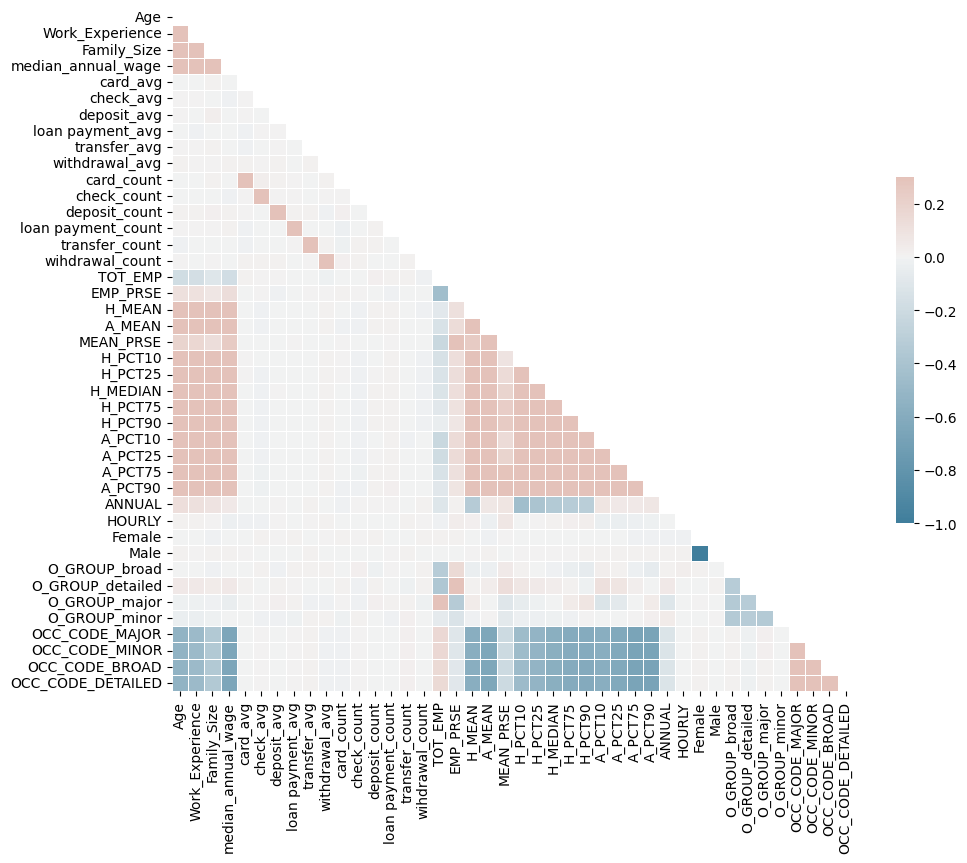 Age
Work_Experience
Family_Size
median_annual_wage
card_avg
check_avg
deposit_avg
loan payment_avg
transfer_avg
withdrawal_avg
card_count
check_count
deposit_count
loan payment_count
transfer_count
wihdrawal_count
TOT_EMP
EMP_PRSE
H_MEAN
A_MEAN
MEAN_PRSE
H_PCT10
H_PCT25
H_MEDIAN
H_PCT75
H_PCT90
A_PCT10
A_PCT25
A_PCT75
A_PCT90
ANNUAL
HOURLY
Female
Male
O_GROUP_broad
O_GROUP_detailed
O_GROUP_major
O_GROUP_minor
OCC_CODE_MAJOR
OCC_CODE_MINOR
OCC_CODE_BROAD
OCC_CODE_DETAILED
Age
Work_Experience
Family_Size
median_annual_wage
card_avg
check_avg
deposit_avg
loan payment_avg
transfer_avg
withdrawal_avg
card_count
check_count
deposit_count
loan payment_count
transfer_count
wihdrawal_count
TOT_EMP
EMP_PRSE
H_MEAN
A_MEAN
MEAN_PRSE
H_PCT10
H_PCT25
H_MEDIAN
H_PCT75
H_PCT90
A_PCT10
A_PCT25
A_PCT75
A_PCT90
ANNUAL
HOURLY
Female
Male
O_GROUP_broad
O_GROUP_detailed
O_GROUP_major
O_GROUP_minor
OCC_CODE_MAJOR
OCC_CODE_MINOR
OCC_CODE_BROAD
OCC_CODE_DETAILED
0.2
0.0
−0.2
−0.4
−0.6
−0.8
−1.0